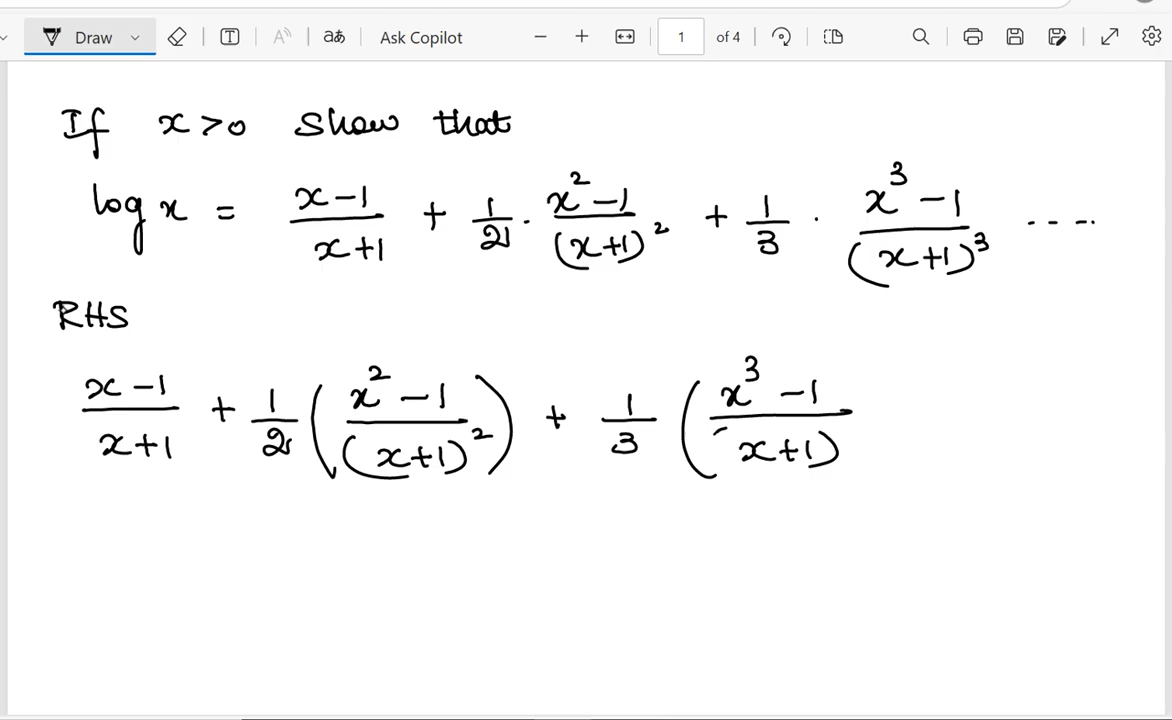 Draw aあ Ask Copilot − + 1 of 4
If x>0 show that
log x = (x−1)/(x+1) + 1/2 · (x²−1)/(x+1)² + 1/3 · (x³−1)/(x+1)³ ----
RHS
(x−1)/(x+1) + 1/2 ((x²−1)/(x+1)²) + 1/3 ((x³−1)/(x+1)